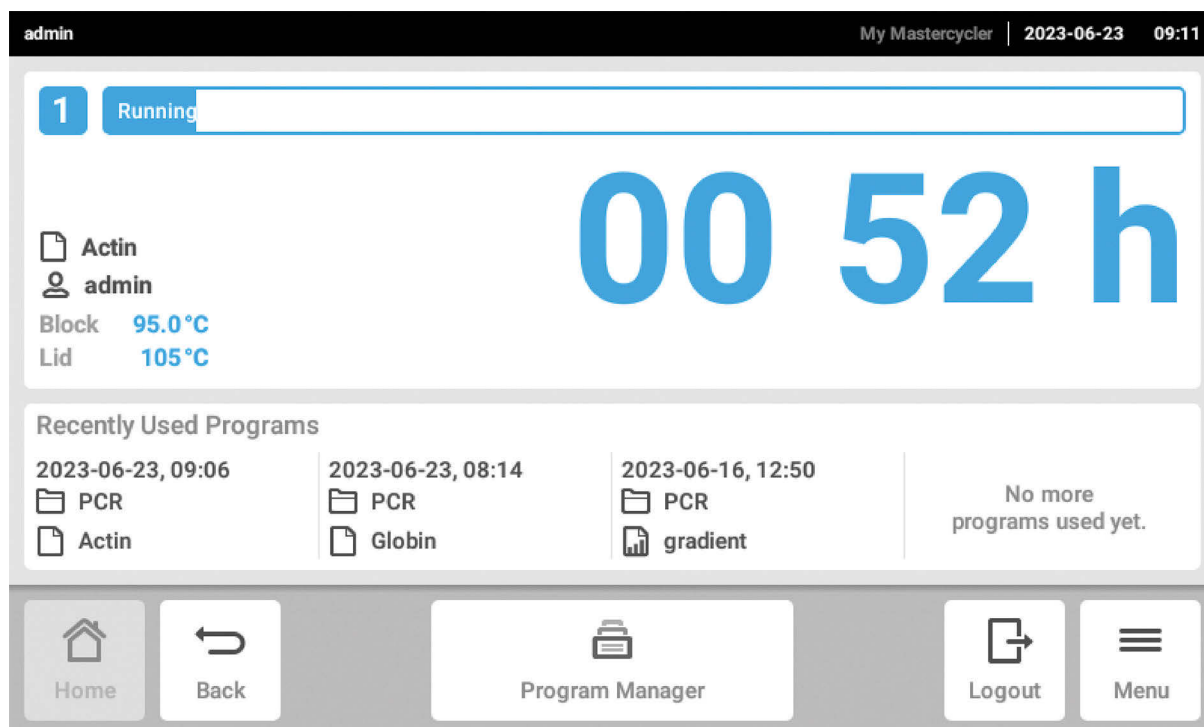 admin My Mastercycler 2023-06-23 09:11
1 Running
00 52 h
Actin
admin
Block 95.0°C
Lid 105°C
Recently Used Programs
2023-06-23, 09:06
PCR
Actin
2023-06-23, 08:14
PCR
Globin
2023-06-16, 12:50
PCR
gradient
No more
programs used yet.
Home Back Program Manager Logout Menu